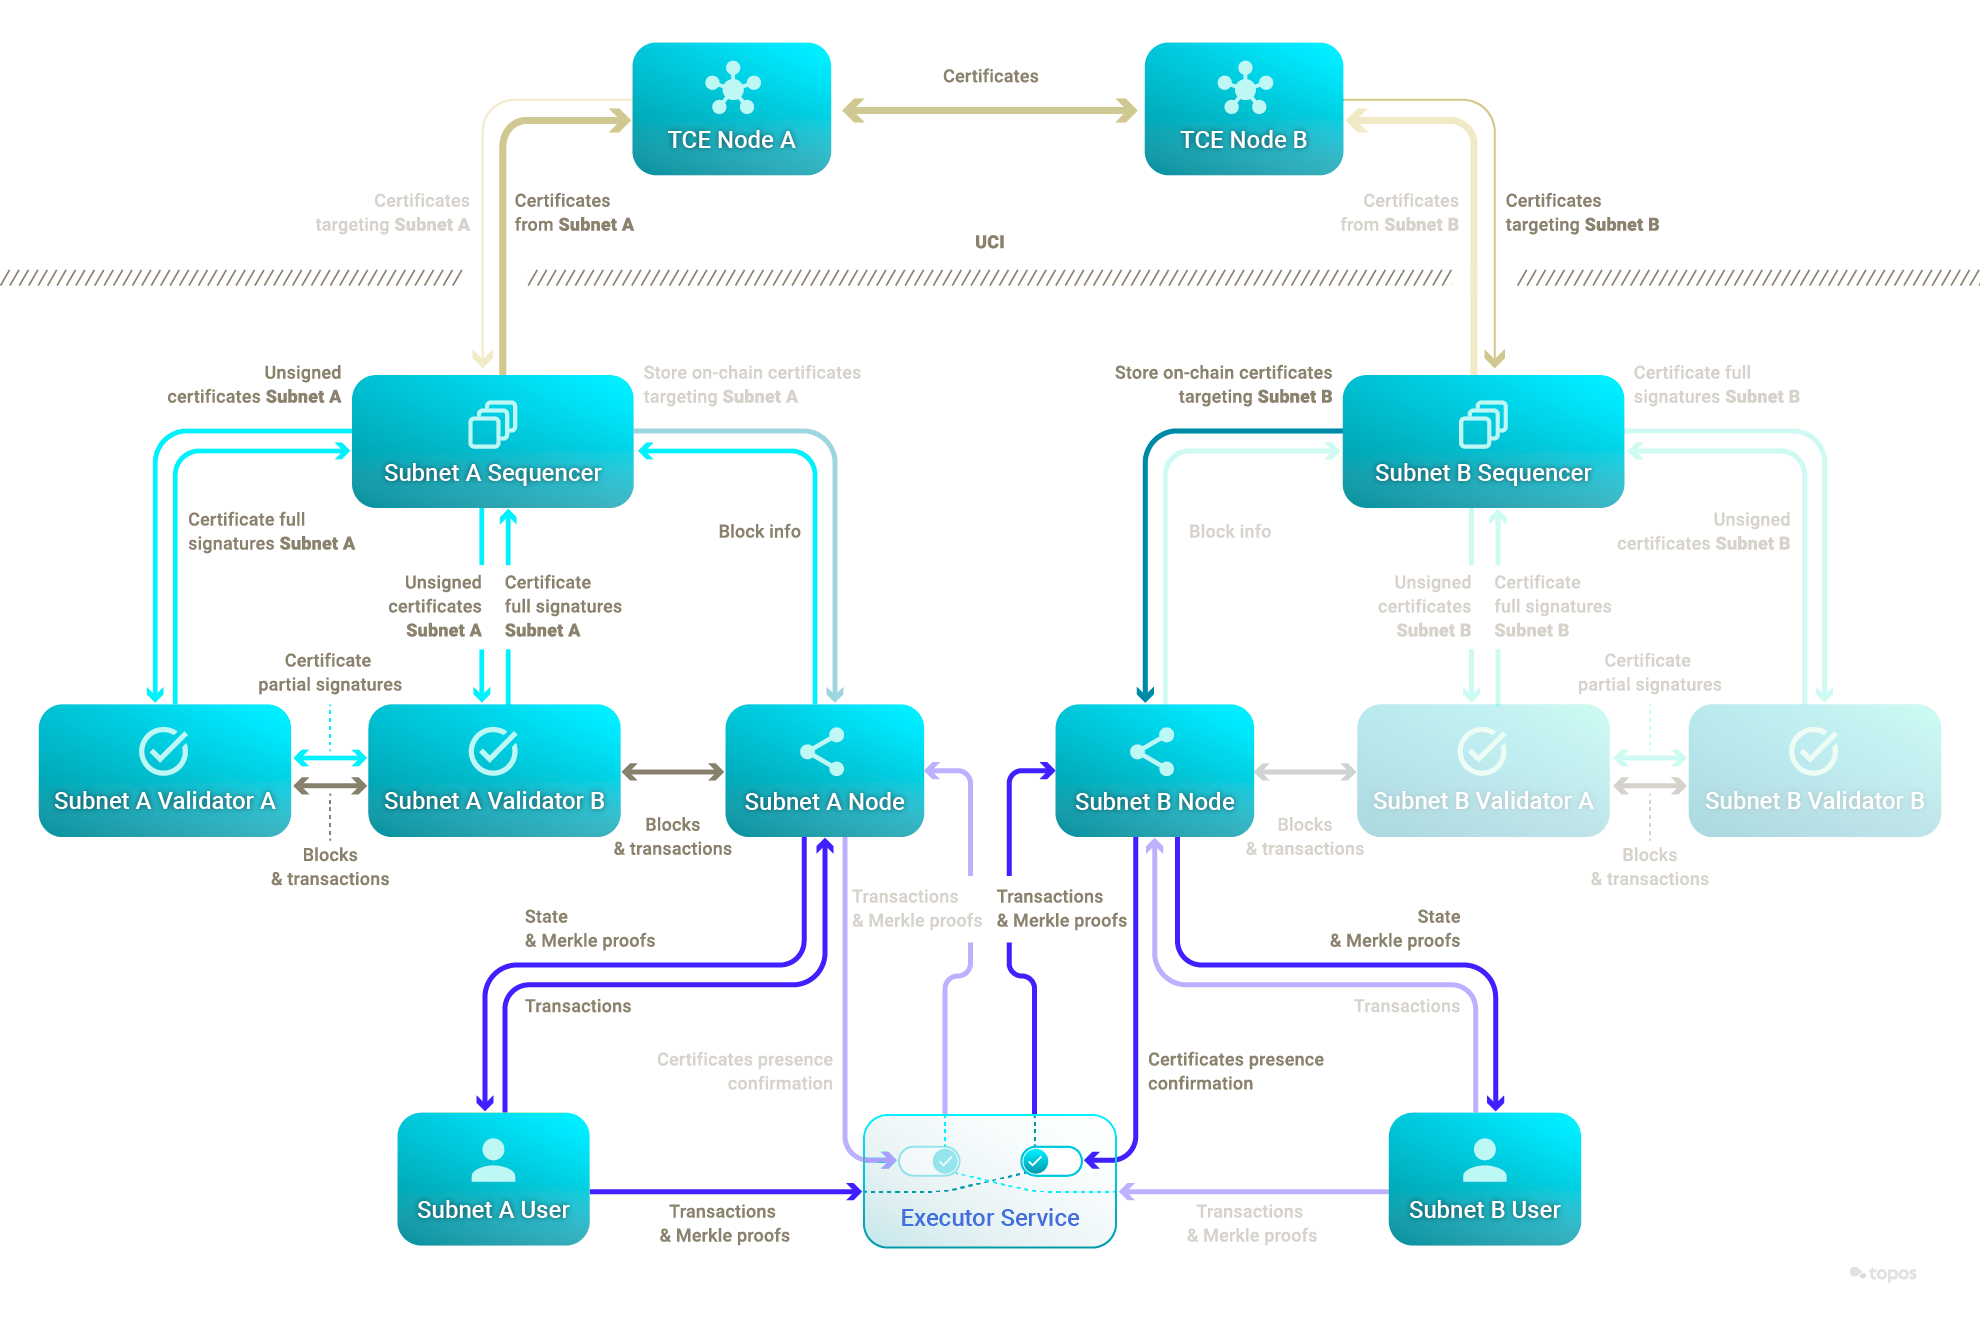 TCE Node A
Certificates
TCE Node B
Certificates
targeting Subnet A
Certificates
from Subnet A
UCI
Certificates
from Subnet B
Certificates
targeting Subnet B
Unsigned
certificates Subnet A
Subnet A Sequencer
Store on-chain certificates
targeting Subnet A
Store on-chain certificates
targeting Subnet B
Subnet B Sequencer
Certificate full
signatures Subnet B
Certificate full
signatures Subnet A
Unsigned
certificates
Subnet A
Certificate
full signatures
Subnet A
Block info
Block info
Unsigned
certificates
Subnet B
Certificate
full signatures
Subnet B
Unsigned
certificates Subnet B
Certificate
partial signatures
Certificate
partial signatures
Subnet A Validator A
Subnet A Validator B
Subnet A Node
Subnet B Node
Subnet B Validator A
Subnet B Validator B
Blocks
& transactions
Blocks
& transactions
Blocks
& transactions
Blocks
& transactions
State
& Merkle proofs
Transactions
& Merkle proofs
Transactions
& Merkle proofs
State
& Merkle proofs
Transactions
Transactions
Certificates presence
confirmation
Certificates presence
confirmation
Subnet A User
Transactions
& Merkle proofs
Executor Service
Transactions
& Merkle proofs
Subnet B User
topos